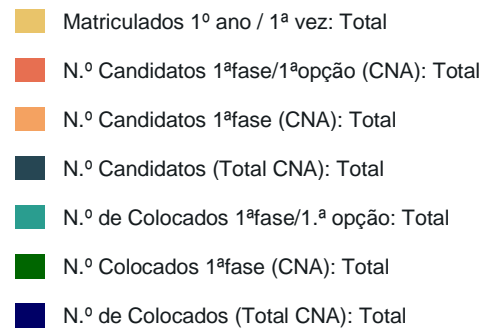 Matriculados 1º ano / 1ª vez: Total
N.º Candidatos 1ªfase/1ªopção (CNA): Total
N.º Candidatos 1ªfase (CNA): Total
N.º Candidatos (Total CNA): Total
N.º de Colocados 1ªfase/1.ª opção: Total
N.º Colocados 1ªfase (CNA): Total
N.º de Colocados (Total CNA): Total